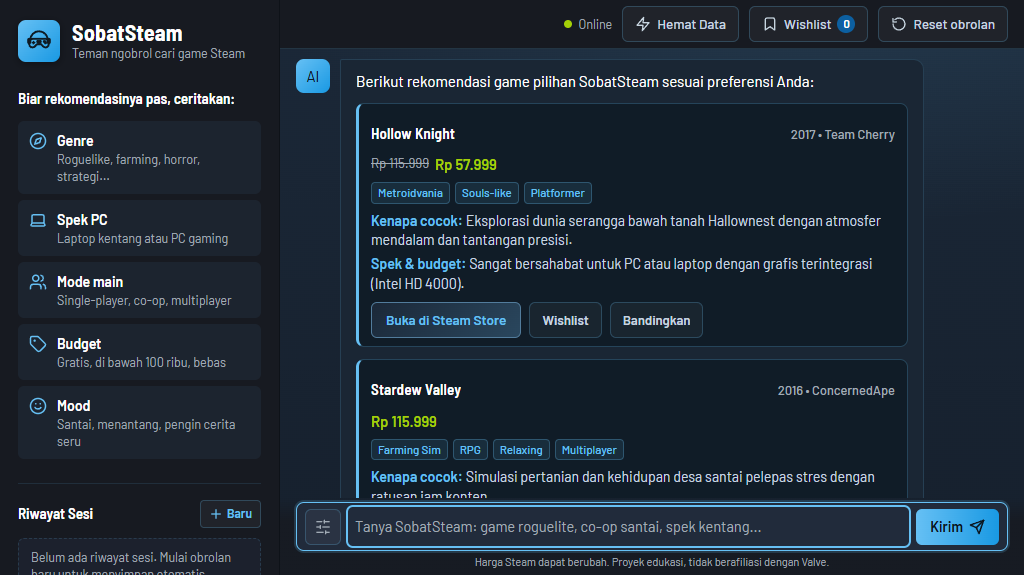 SobatSteam
Teman ngobrol cari game Steam
Biar rekomendasinya pas, ceritakan:
Genre
Roguelike, farming, horror,
strategi...
Spek PC
Laptop kentang atau PC gaming
Mode main
Single-player, co-op, multiplayer
Budget
Gratis, di bawah 100 ribu, bebas
Mood
Santai, menantang, pengin cerita
seru
Riwayat Sesi
+ Baru
Belum ada riwayat sesi. Mulai obrolan
baru untuk menyimpan otomatis
Online
Hemat Data
Wishlist 0
Reset obrolan
AI
Berikut rekomendasi game pilihan SobatSteam sesuai preferensi Anda:
Hollow Knight
2017 • Team Cherry
Rp 115.999 Rp 57.999
Metroidvania Souls-like Platformer
Kenapa cocok: Eksplorasi dunia serangga bawah tanah Hallownest dengan atmosfer
mendalam dan tantangan presisi.
Spek & budget: Sangat bersahabat untuk PC atau laptop dengan grafis terintegrasi
(Intel HD 4000).
Buka di Steam Store
Wishlist
Bandingkan
Stardew Valley
2016 • ConcernedApe
Rp 115.999
Farming Sim RPG Relaxing Multiplayer
Kenapa cocok: Simulasi pertanian dan kehidupan desa santai pelepas stres dengan
ratusan jam konten
Tanya SobatSteam: game roguelite, co-op santai, spek kentang...
Kirim
Harga Steam dapat berubah. Proyek edukasi, tidak berafiliasi dengan Valve.